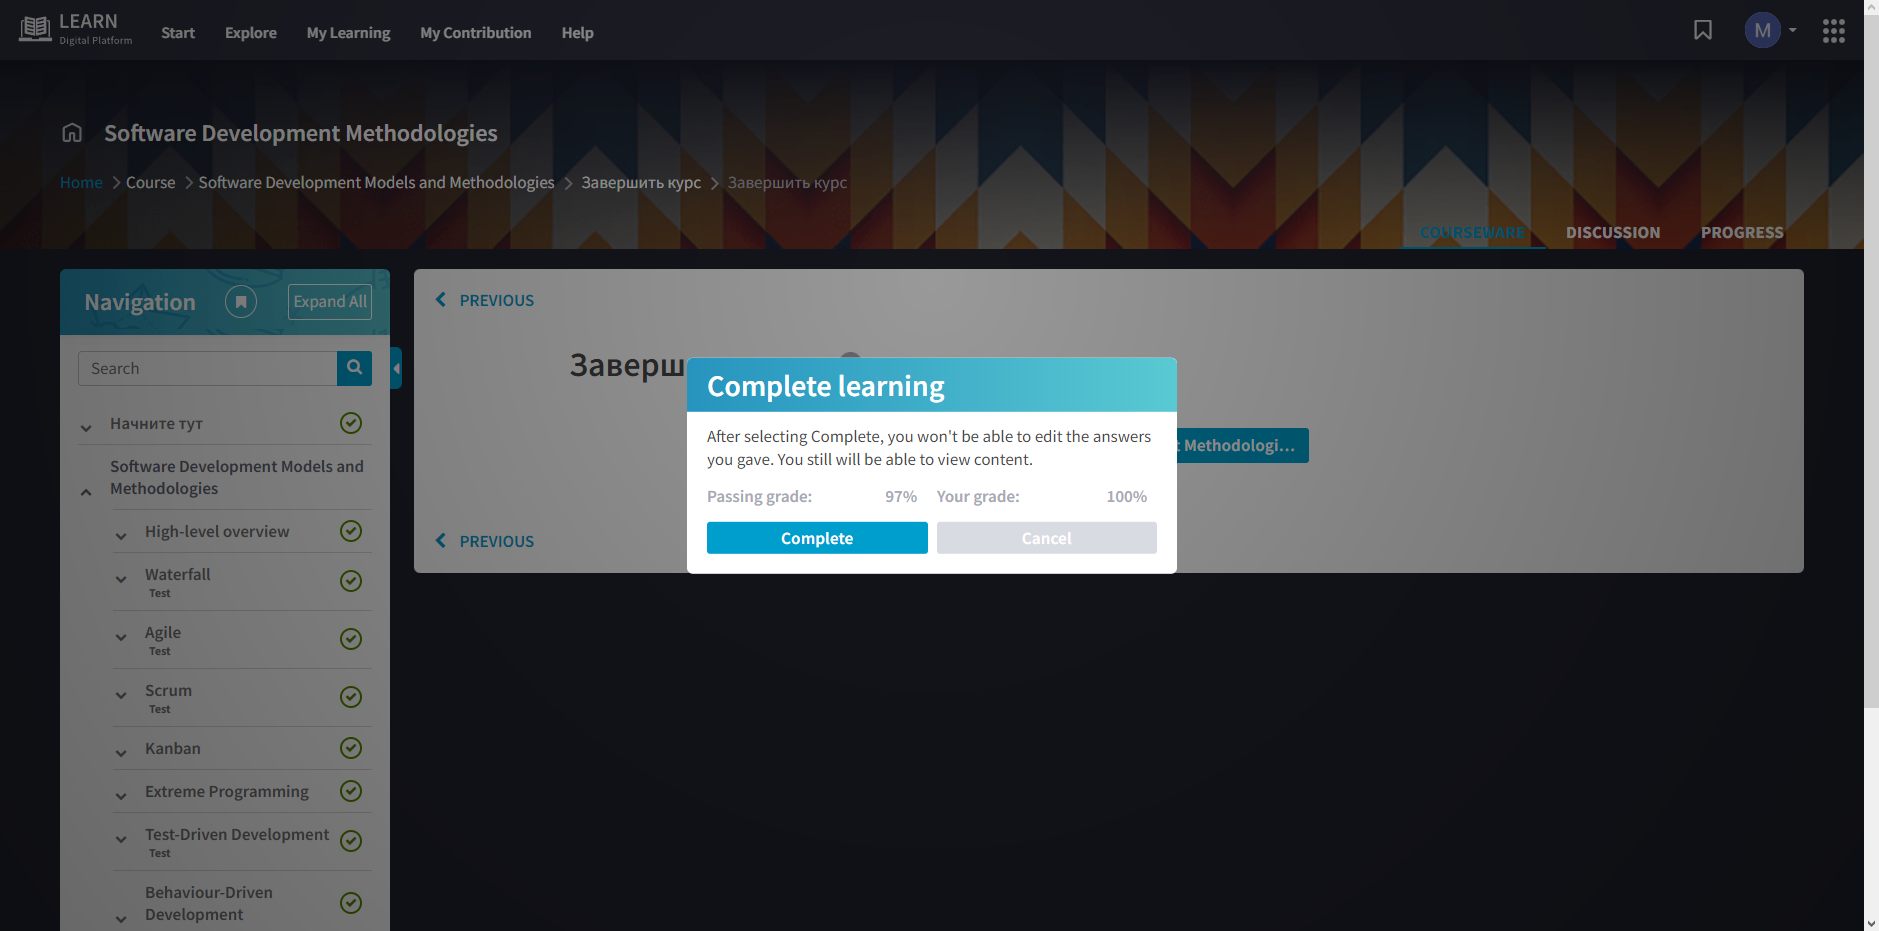 LEARN
Digital Platform
Start
Explore
My Learning
My Contribution
Help
M
Software Development Methodologies
Home
Course
Software Development Models and Methodologies
Завершить курс
Завершить курс
COURSEWARE
DISCUSSION
PROGRESS
Navigation
Expand All
Search
Начните тут
Software Development Models and
Methodologies
High-level overview
Waterfall
Test
Agile
Test
Scrum
Test
Kanban
Extreme Programming
Test-Driven Development
Test
Behaviour-Driven
Development
PREVIOUS
Заверш
t Methodologi...
PREVIOUS
Complete learning
After selecting Complete, you won't be able to edit the answers
you gave. You still will be able to view content.
Passing grade: 97% Your grade: 100%
Complete
Cancel